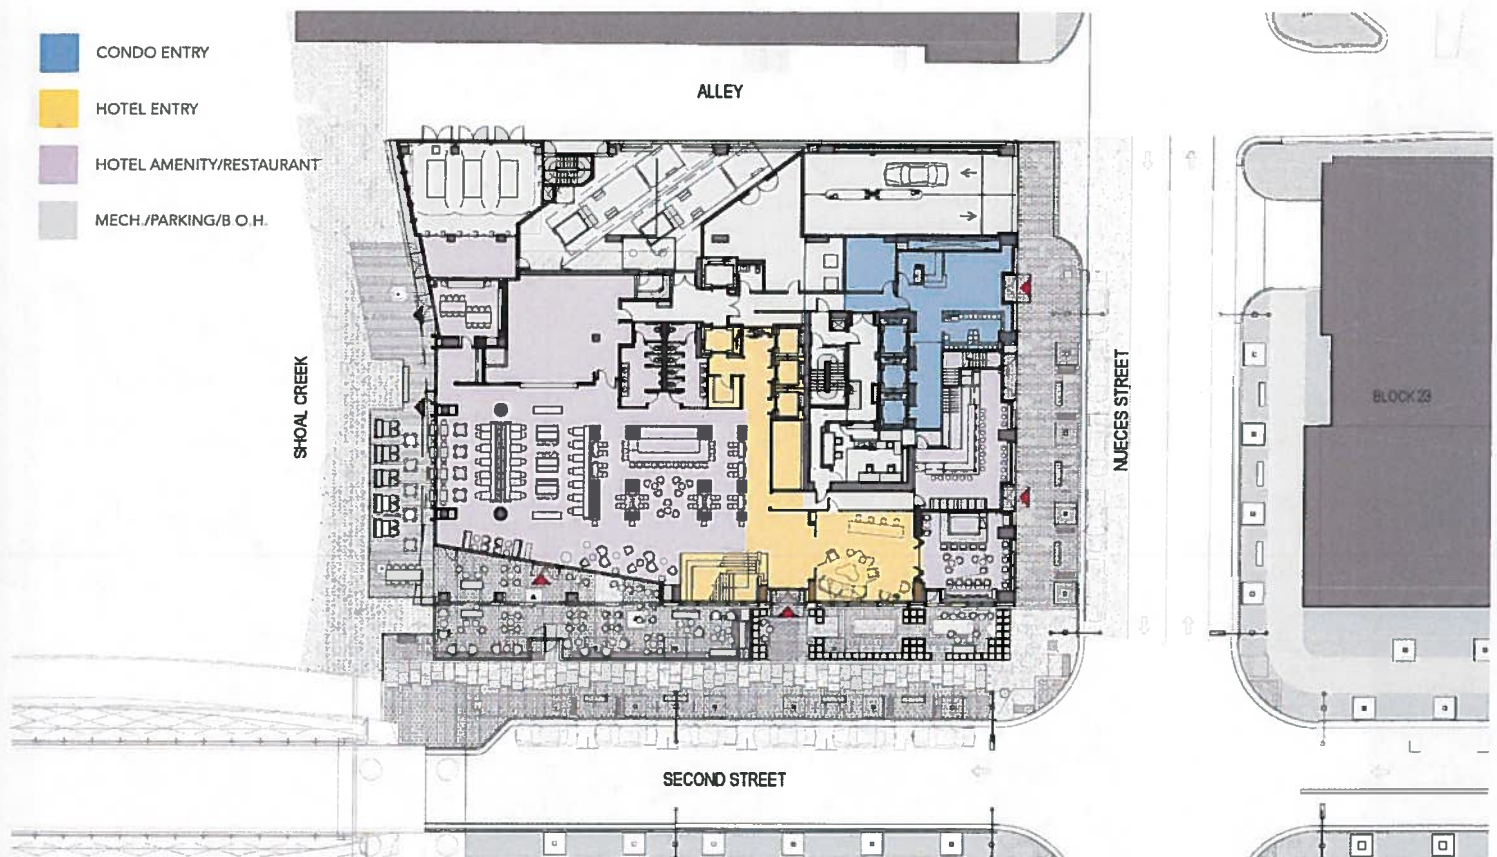 CONDO ENTRY
HOTEL ENTRY
HOTEL AMENITY/RESTAURANT
MECH./PARKING/B.O.H.
ALLEY
SHOAL CREEK
NUECES STREET
BLOCK 23
SECOND STREET